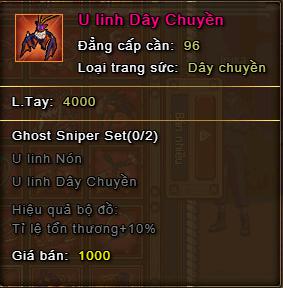 U linh Dây Chuyền
Đẳng cấp cần: 96
Loại trang sức: Dây chuyền
L.Tay: 4000
Ghost Sniper Set(0/2)
U linh Nón
U linh Dây Chuyền
Hiệu quả bộ đồ:
Tỉ lệ tổn thương+10%
Giá bán: 1000